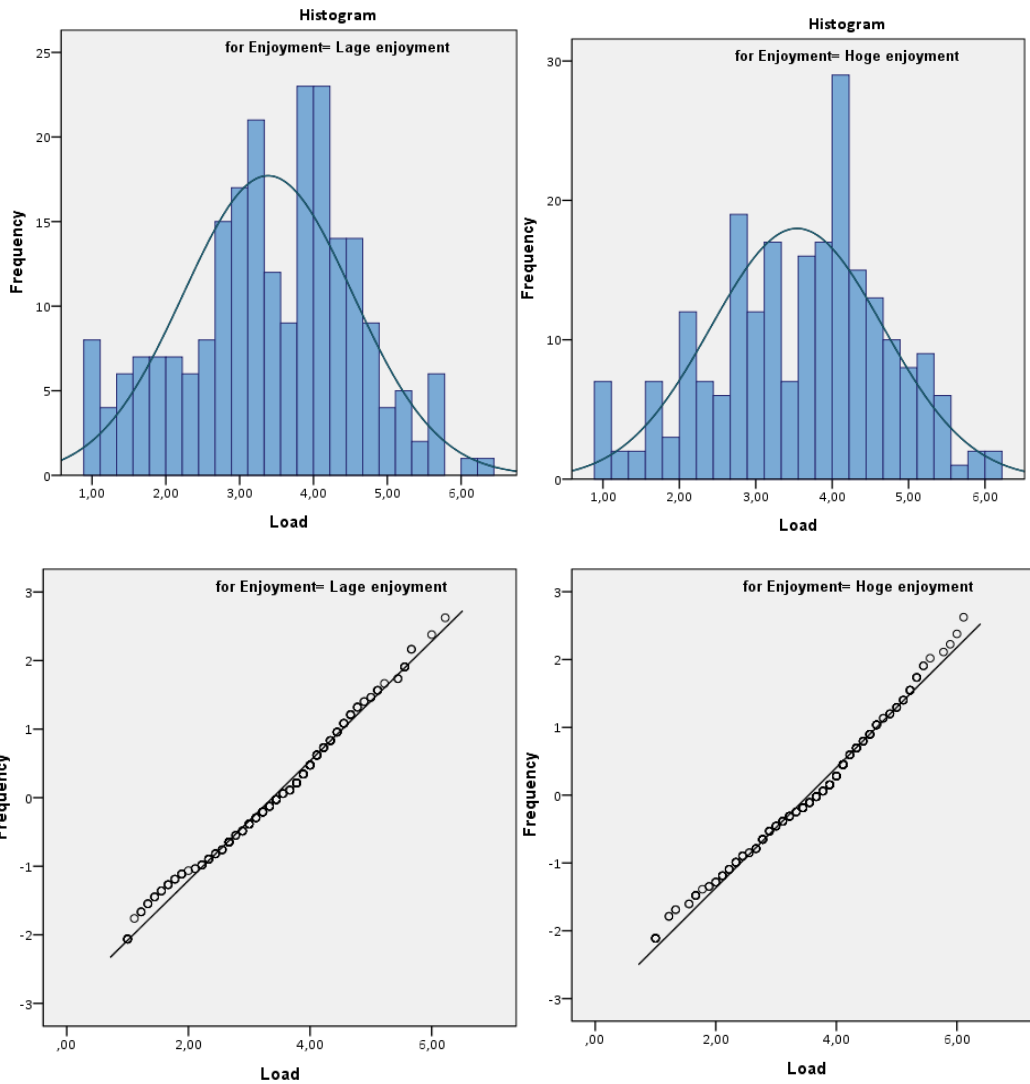 Histogram
for Enjoyment= Lage enjoyment
25
20
15
10
5
0
Frequency
1,00 2,00 3,00 4,00 5,00 6,00
Load
Histogram
for Enjoyment= Hoge enjoyment
30
20
10
0
Frequency
1,00 2,00 3,00 4,00 5,00 6,00
Load
for Enjoyment= Lage enjoyment
3
2
1
0
-1
-2
-3
Frequency
,00 2,00 4,00 6,00
Load
for Enjoyment= Hoge enjoyment
3
2
1
0
-1
-2
-3
Frequency
,00 2,00 4,00 6,00
Load